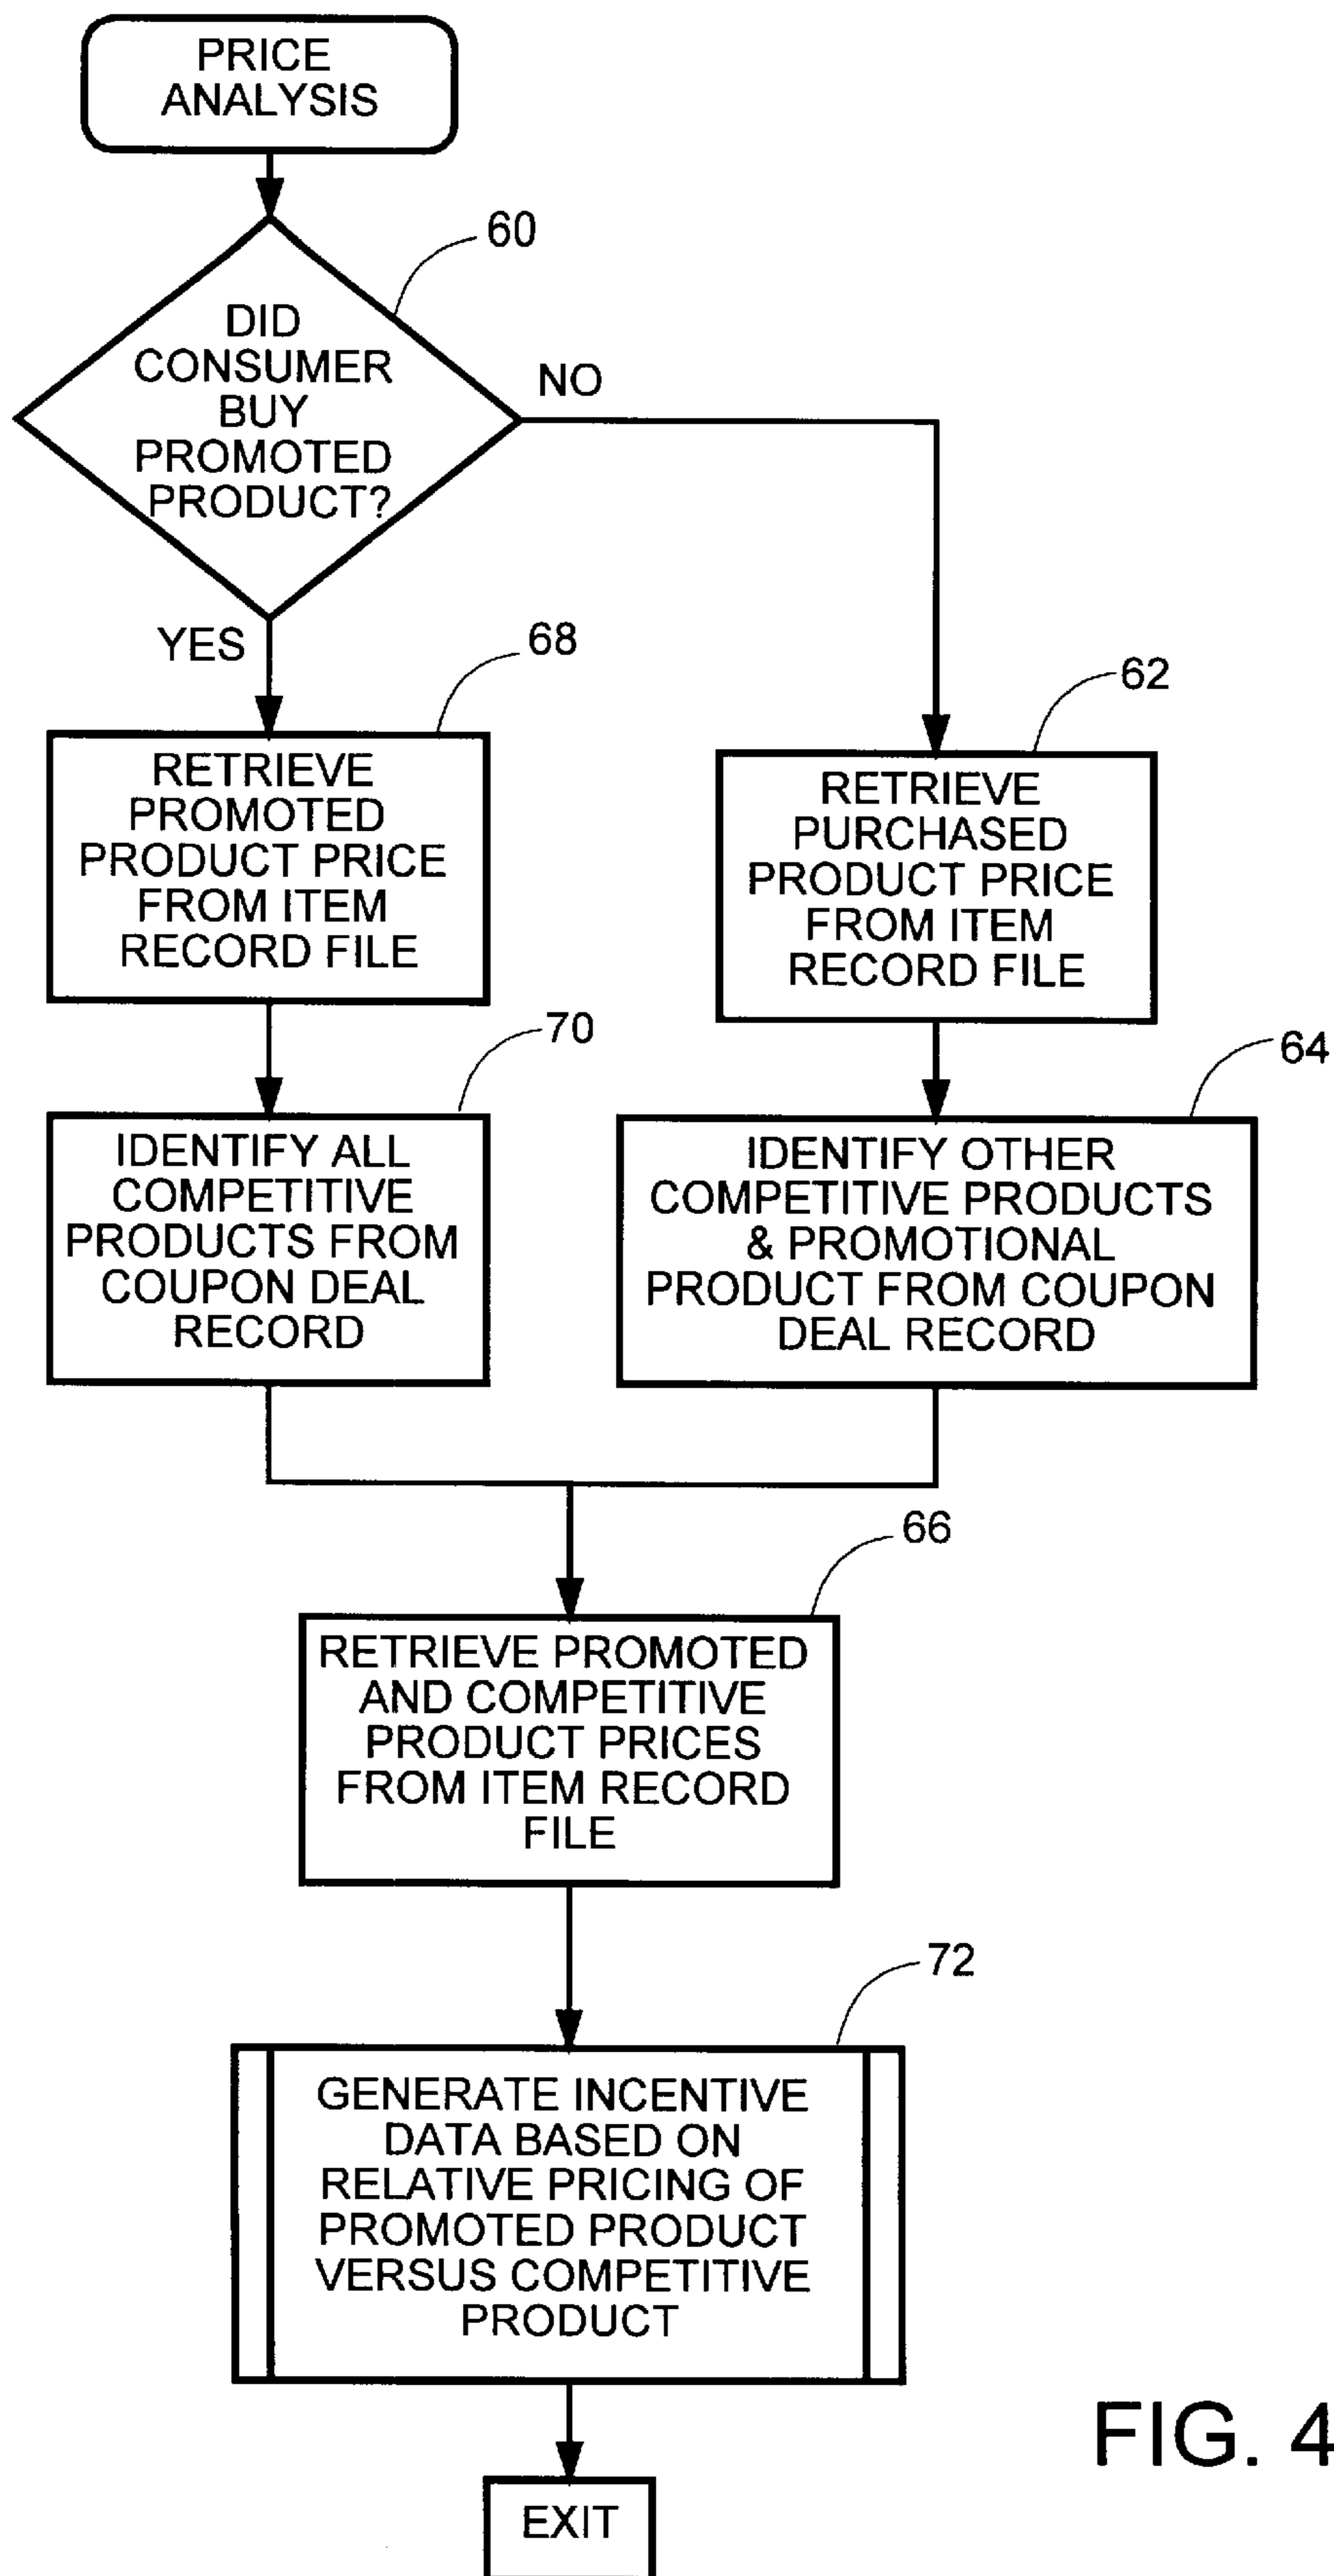 PRICE
ANALYSIS
60
DID
CONSUMER
BUY
PROMOTED
PRODUCT?
NO
YES
68
RETRIEVE
PROMOTED
PRODUCT PRICE
FROM ITEM
RECORD FILE
62
RETRIEVE
PURCHASED
PRODUCT PRICE
FROM ITEM
RECORD FILE
70
IDENTIFY ALL
COMPETITIVE
PRODUCTS FROM
COUPON DEAL
RECORD
64
IDENTIFY OTHER
COMPETITIVE PRODUCTS
& PROMOTIONAL
PRODUCT FROM COUPON
DEAL RECORD
66
RETRIEVE PROMOTED
AND COMPETITIVE
PRODUCT PRICES
FROM ITEM RECORD
FILE
72
GENERATE INCENTIVE
DATA BASED ON
RELATIVE PRICING OF
PROMOTED PRODUCT
VERSUS COMPETITIVE
PRODUCT
EXIT
FIG. 4